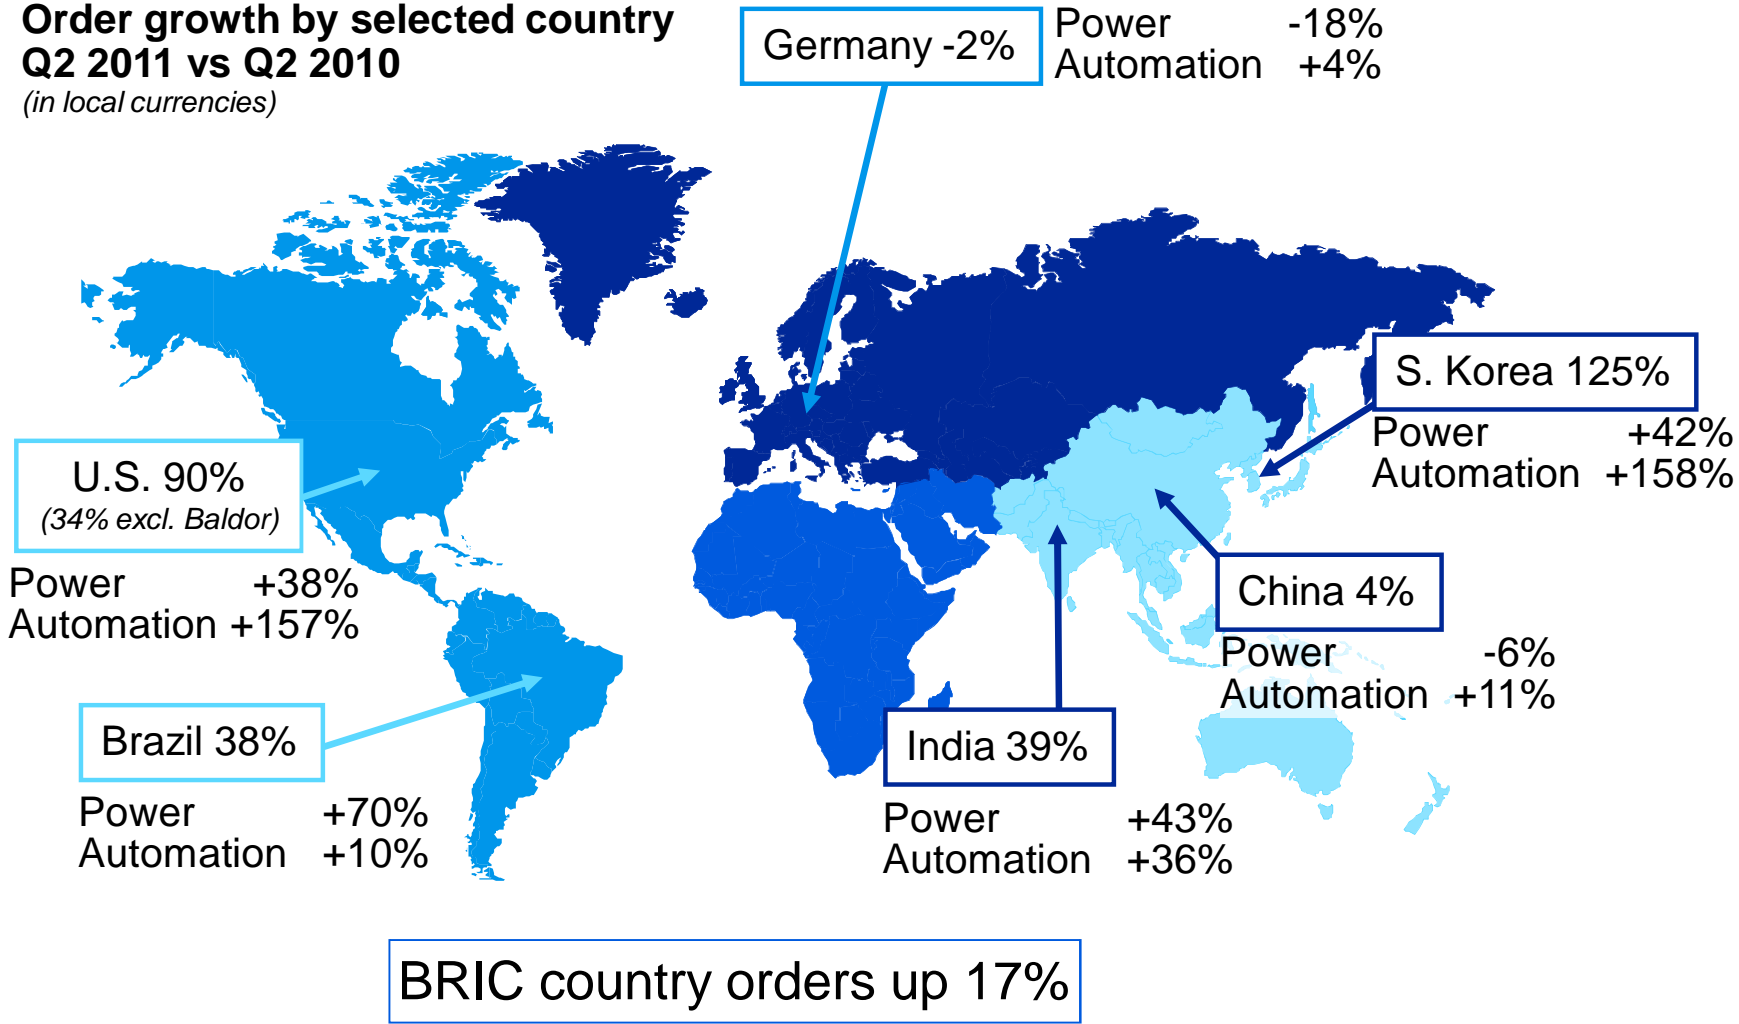 Order growth by selected country
Q2 2011 vs Q2 2010
(in local currencies)
Germany -2%
Power -18%
Automation +4%
S. Korea 125%
Power +42%
Automation +158%
U.S. 90%
(34% excl. Baldor)
Power +38%
Automation +157%
China 4%
Power -6%
Automation +11%
Brazil 38%
Power +70%
Automation +10%
India 39%
Power +43%
Automation +36%
BRIC country orders up 17%